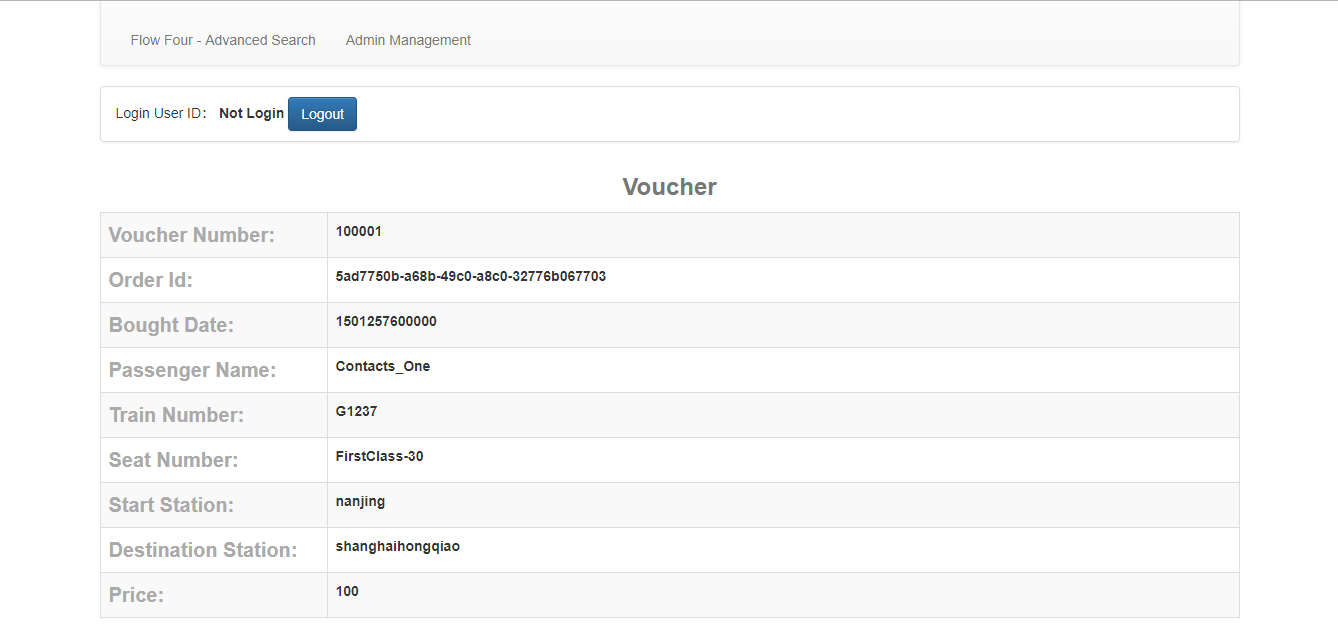 Flow Four - Advanced Search Admin Management
Login User ID: Not Login Logout
Voucher
Voucher Number: 100001
Order Id: 5ad7750b-a68b-49c0-a8c0-32776b067703
Bought Date: 1501257600000
Passenger Name: Contacts_One
Train Number: G1237
Seat Number: FirstClass-30
Start Station: nanjing
Destination Station: shanghaihongqiao
Price: 100